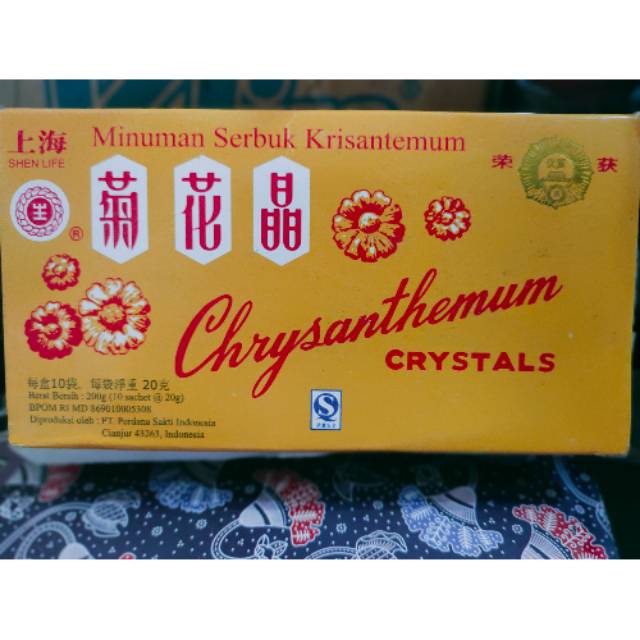 上海
SHEN LIFE
Minuman Serbuk Krisantemum
荣 获
生
®
菊花晶
Chrysanthemum
CRYSTALS
每盒10袋. 每袋淨重 20克
Berat Bersih : 200g (10 sachet @ 20g)
BPOM RI MD 869010005308
Diproduksi oleh : PT. Perdana Sakti Indonesia
Cianjur 43263, Indonesia